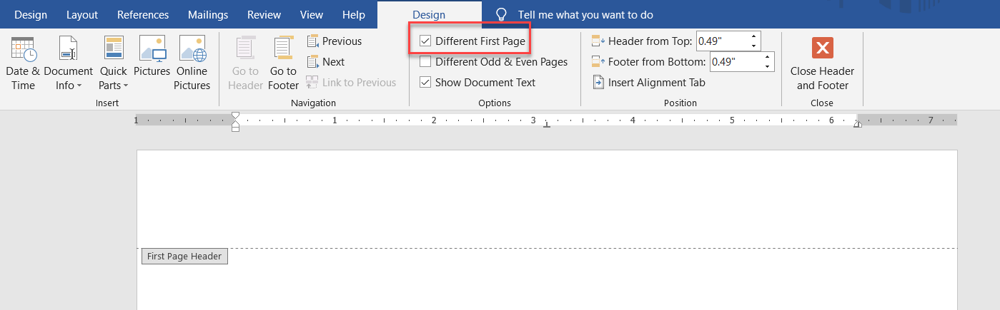 Design Layout References Mailings Review View Help Design Tell me what you want to do
Date & Time
Document Info
Quick Parts
Pictures
Online Pictures
Insert
Go to Header
Go to Footer
Previous
Next
Link to Previous
Navigation
Different First Page
Different Odd & Even Pages
Show Document Text
Options
Header from Top: 0.49"
Footer from Bottom: 0.49"
Insert Alignment Tab
Position
Close Header and Footer
Close
1 1 2 3 4 5 6 7
First Page Header